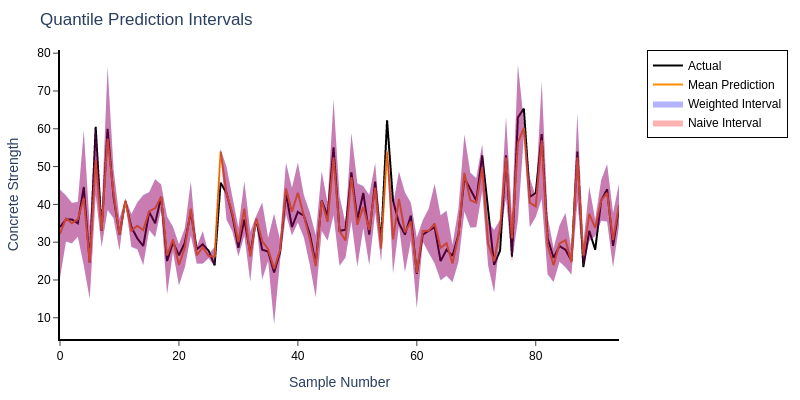 Quantile Prediction Intervals
80
70
60
50
40
30
20
10
0
20
40
60
80
Concrete Strength
Sample Number
Actual
Mean Prediction
Weighted Interval
Naive Interval